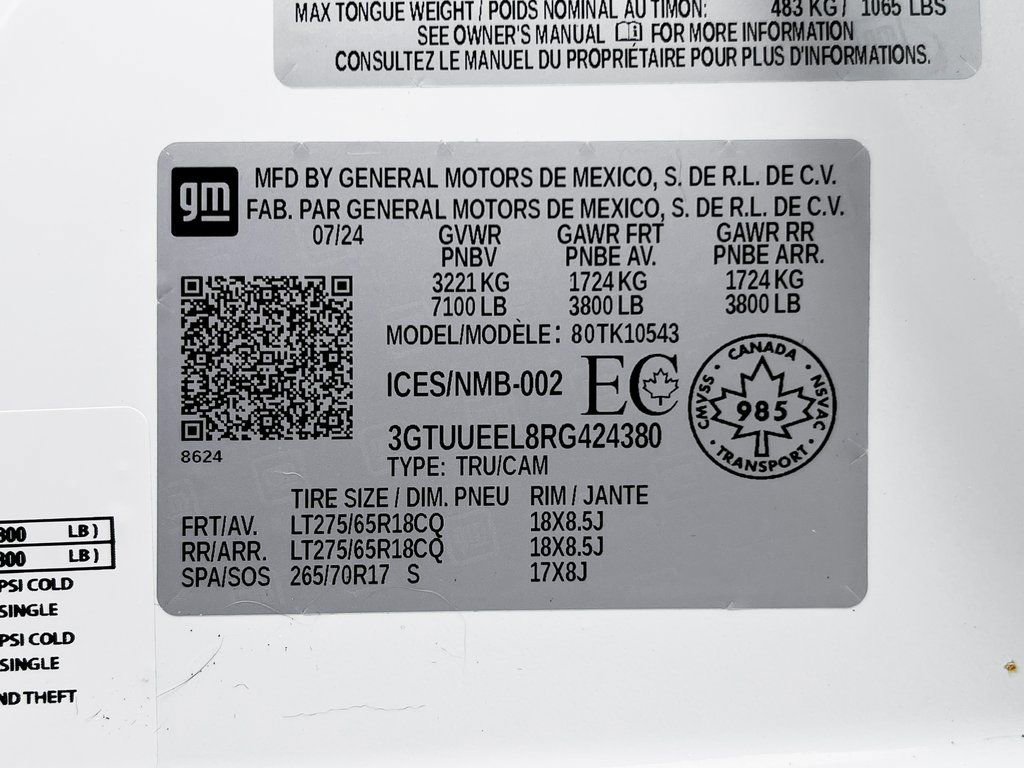 MAX TONGUE WEIGHT / POIDS NOMINAL AU TIMON: 483 KG / 1065 LBS
SEE OWNER'S MANUAL FOR MORE INFORMATION
CONSULTEZ LE MANUEL DU PROPRIÉTAIRE POUR PLUS D'INFORMATIONS.
gm
MFD BY GENERAL MOTORS DE MEXICO, S. DE R.L. DE C.V.
FAB. PAR GENERAL MOTORS DE MEXICO, S. DE R.L. DE C.V.
07/24 GVWR GAWR FRT GAWR RR
PNBV PNBE AV. PNBE ARR.
3221 KG 1724 KG 1724 KG
7100 LB 3800 LB 3800 LB
MODEL/MODÈLE: 80TK10543
ICES/NMB-002 EC
CANADA
CMVSS 985 NSVAC
TRANSPORT
3GTUUEEL8RG424380
8624
TYPE: TRU/CAM
TIRE SIZE / DIM. PNEU RIM / JANTE
FRT/AV. LT275/65R18CQ 18X8.5J
RR/ARR. LT275/65R18CQ 18X8.5J
SPA/SOS 265/70R17 S 17X8J
LB)
LB)
PSI COLD
SINGLE
PSI COLD
SINGLE
THEFT